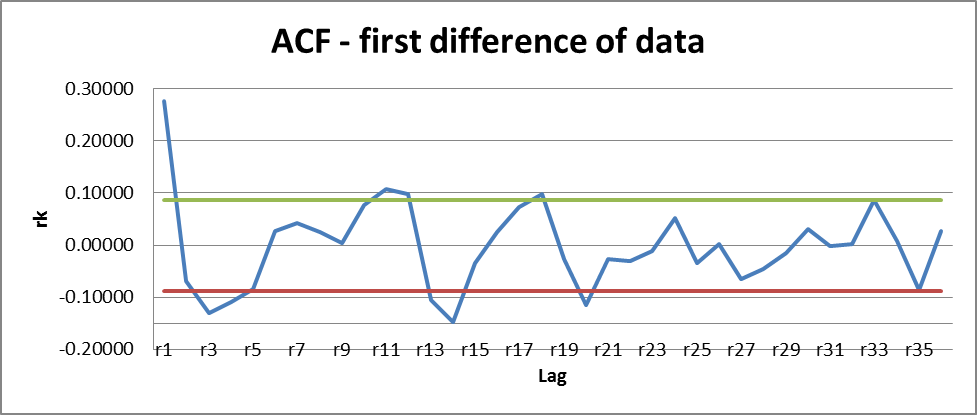 ACF - first difference of data
0.30000
0.20000
0.10000
0.00000
-0.10000
-0.20000
rk
r1 r3 r5 r7 r9 r11 r13 r15 r17 r19 r21 r23 r25 r27 r29 r31 r33 r35
Lag